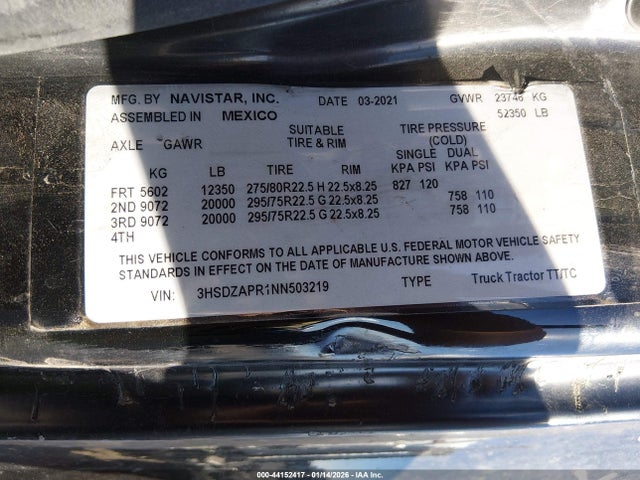 MFG. BY NAVISTAR, INC. DATE 03-2021 GVWR 23746 KG
ASSEMBLED IN MEXICO 52350 LB
AXLE GAWR SUITABLE TIRE & RIM TIRE PRESSURE (COLD)
SINGLE DUAL
KG LB TIRE RIM KPA PSI KPA PSI
FRT 5602 12350 275/80R22.5 H 22.5x8.25 827 120
2ND 9072 20000 295/75R22.5 G 22.5x8.25 758 110
3RD 9072 20000 295/75R22.5 G 22.5x8.25 758 110
4TH
THIS VEHICLE CONFORMS TO ALL APPLICABLE U.S. FEDERAL MOTOR VEHICLE SAFETY
STANDARDS IN EFFECT ON THE DATE OF MANUFACTURE SHOWN ABOVE.
VIN: 3HSDZAPR1NN503219 TYPE Truck Tractor TT/TC
000-44152417 - 01/14/2026 - IAA Inc.